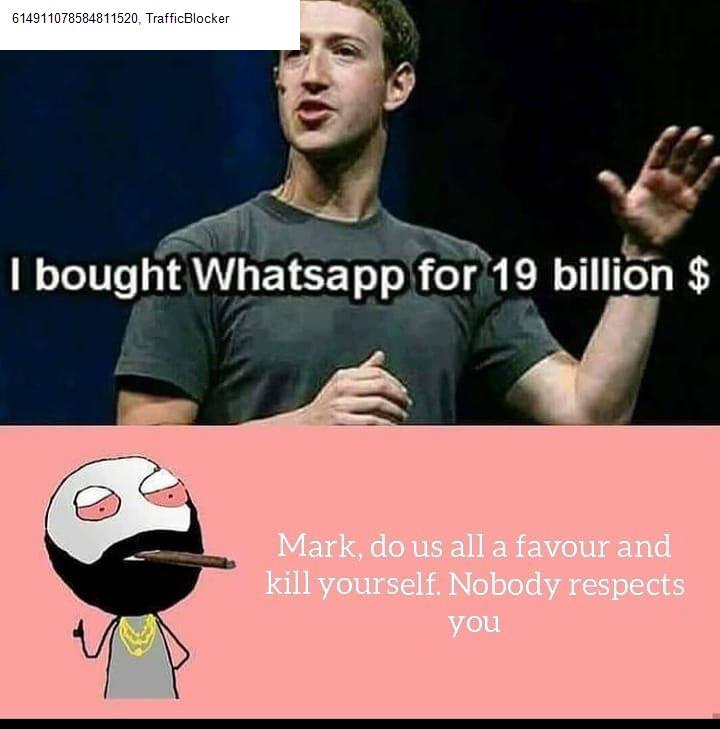 614911078584811520, TrafficBlocker
I bought Whatsapp for 19 billion $
Mark, do us all a favour and
kill yourself. Nobody respects
you